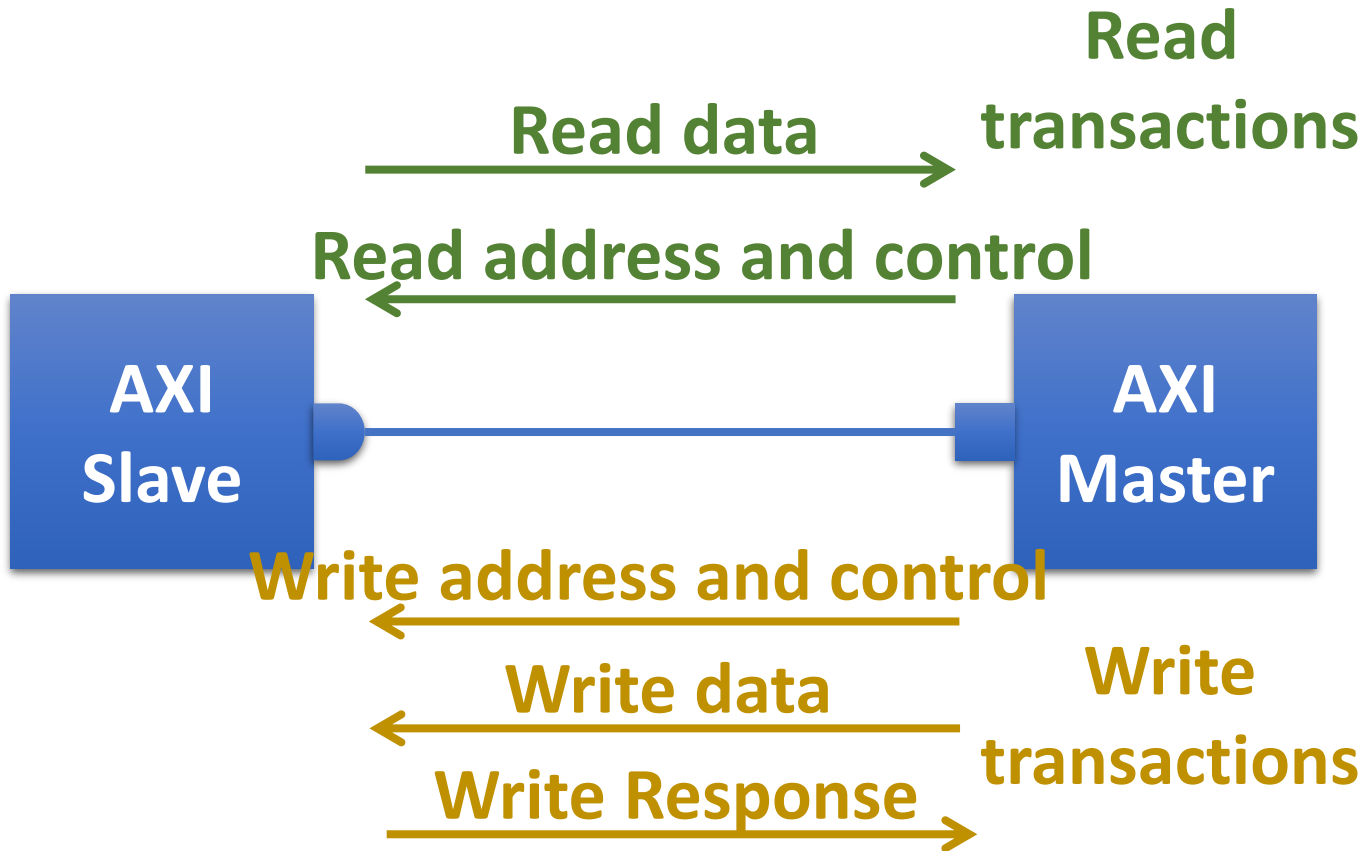 Read
transactions
Read data
Read address and control
AXI
Slave
AXI
Master
Write address and control
Write data
Write
transactions
Write Response